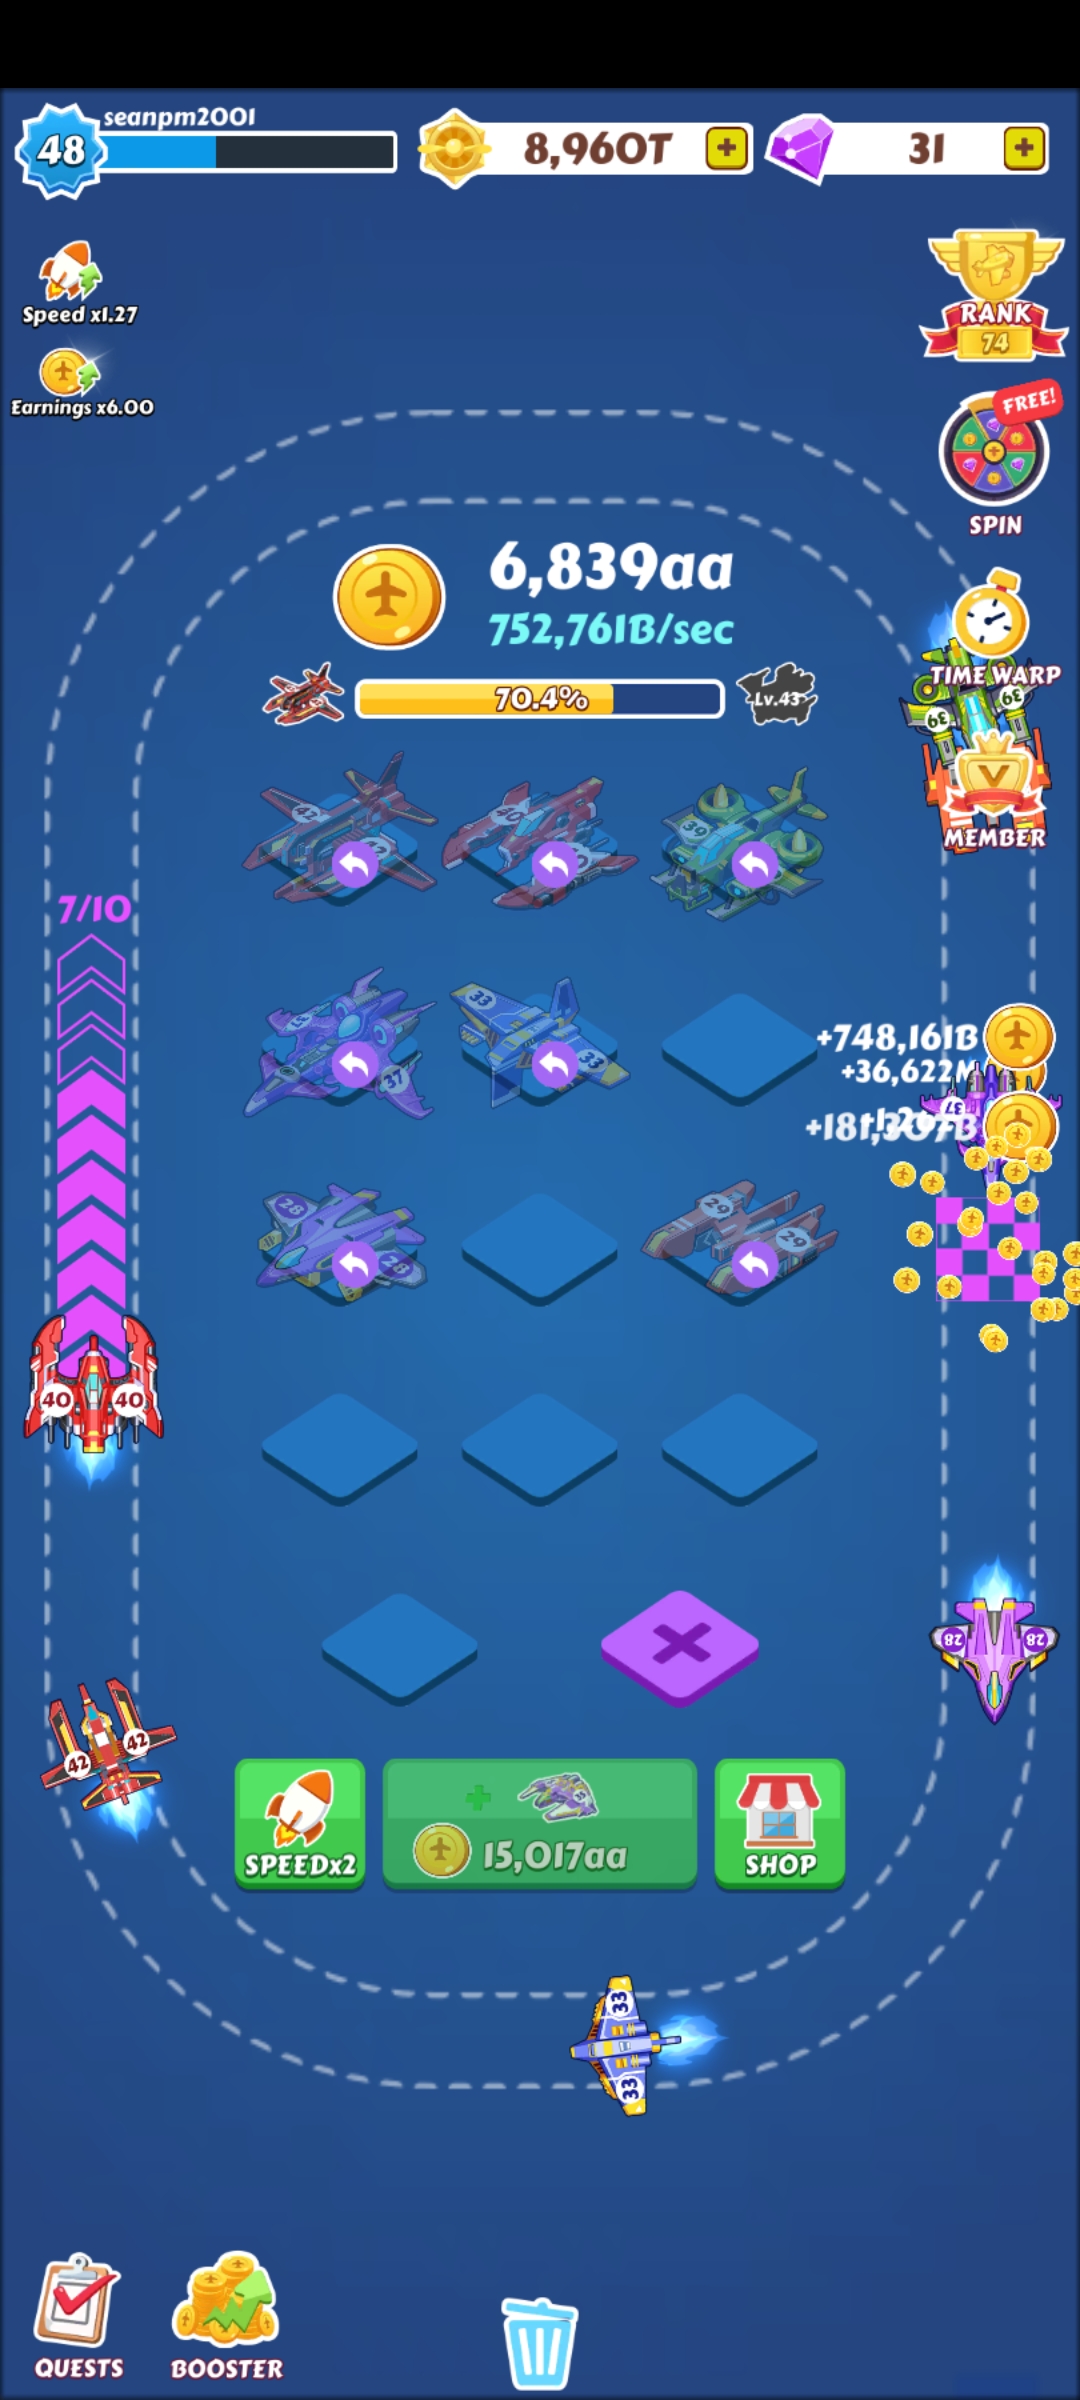 seanpm2001
48
8,960T
31
Speed x1.27
Earnings x6.00
RANK
74
FREE!
SPIN
6,839aa
752,761B/sec
70.4%
Lv.43
TIME WARP
39 39
MEMBER
42 42
40
39
7/10
37
33
33
+748,161B
+36,622M
37
28
28
29
29
40 40
28 28
42 42
SPEEDx2
15,017aa
SHOP
33
33
QUESTS
BOOSTER